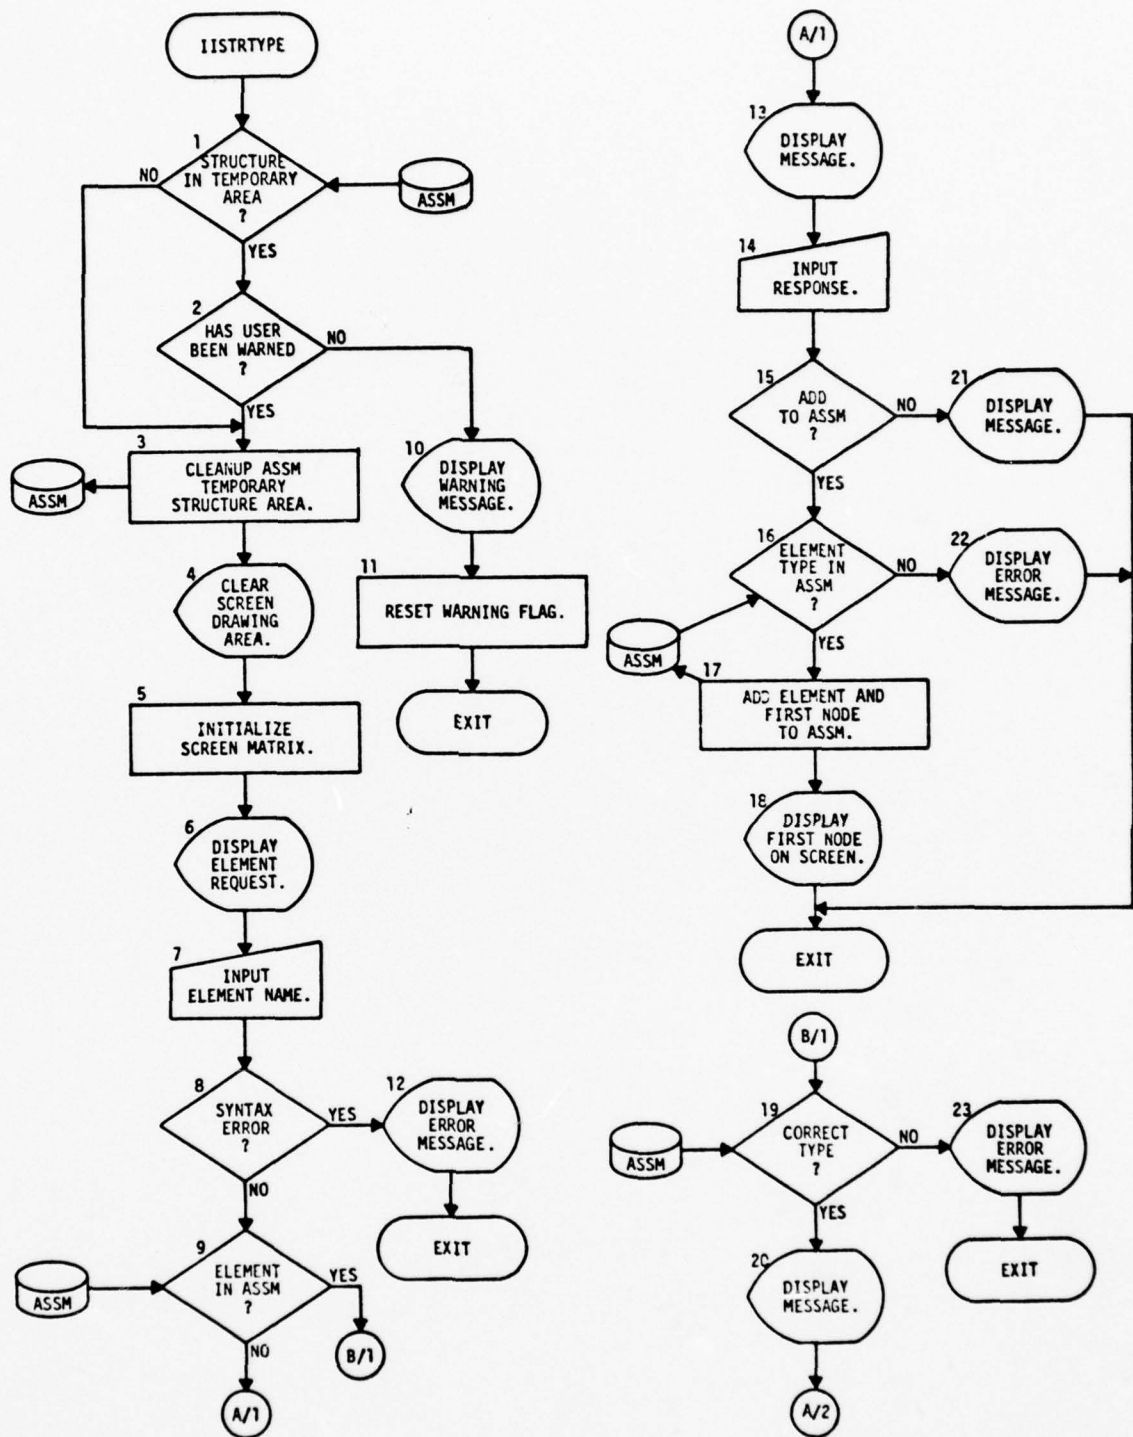 IISTRTYPE
1
STRUCTURE
IN TEMPORARY
AREA
?
NO
ASSM
YES
2
HAS USER
BEEN WARNED
?
NO
YES
3
CLEANUP ASSM
TEMPORARY
STRUCTURE AREA.
ASSM
10
DISPLAY
WARNING
MESSAGE.
4
CLEAR
SCREEN
DRAWING
AREA.
11
RESET WARNING FLAG.
5
INITIALIZE
SCREEN MATRIX.
EXIT
6
DISPLAY
ELEMENT
REQUEST.
7
INPUT
ELEMENT NAME.
8
SYNTAX
ERROR
?
YES
12
DISPLAY
ERROR
MESSAGE.
NO
EXIT
9
ELEMENT
IN ASSM
?
ASSM
YES
B/1
NO
A/1
A/1
13
DISPLAY
MESSAGE.
14
INPUT
RESPONSE.
15
ADD
TO ASSM
?
NO
21
DISPLAY
MESSAGE.
YES
16
ELEMENT
TYPE IN
ASSM
?
NO
22
DISPLAY
ERROR
MESSAGE.
YES
ASSM
17
ADD ELEMENT AND
FIRST NODE
TO ASSM.
18
DISPLAY
FIRST NODE
ON SCREEN.
EXIT
B/1
19
CORRECT
TYPE
?
ASSM
NO
23
DISPLAY
ERROR
MESSAGE.
YES
EXIT
20
DISPLAY
MESSAGE.
A/2